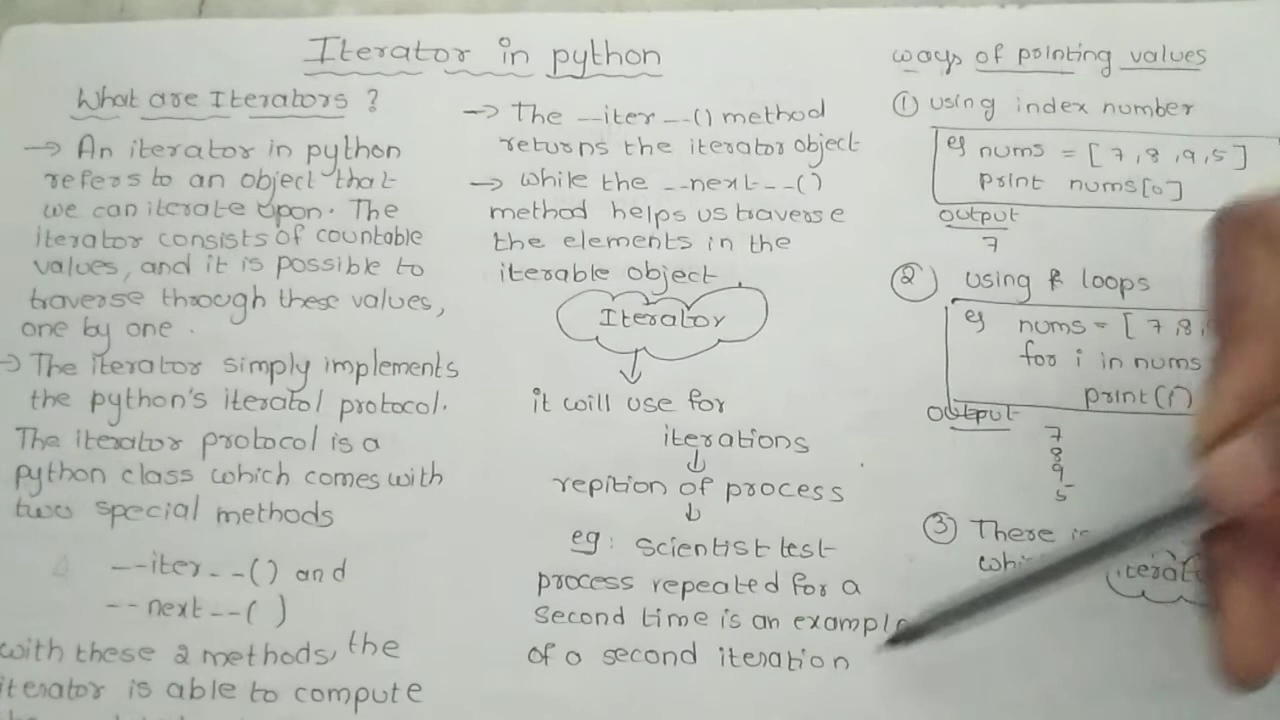 Iterator in python
What are Iterators ?
→ An iterator in python
refers to an object that
we can iterate upon. The
iterator consists of countable
values, and it is possible to
traverse through these values,
one by one .
→ The iterator simply implements
the python's iteratol protocol.
The iterator protocol is a
python class which comes with
two special methods
--iter--() and
--next--( )
with these 2 methods, the
iterator is able to compute
→ The --iter--() method
returns the iterator object
→ while the --next--()
method helps us traverse
the elements in the
iterable object
Iterator
it will use for
iterations
↓
repition of process
↓
eg: scientist test
process repeated for a
second time is an example
of a second iteration
ways of pointing values
① using index number
eg nums = [ 7, 8, 9, 5 ]
print nums[0]
output
7
② using loops
eg nums = [ 7, 8,
for i in nums
print(i)
output
7
8
9
5
③ There is